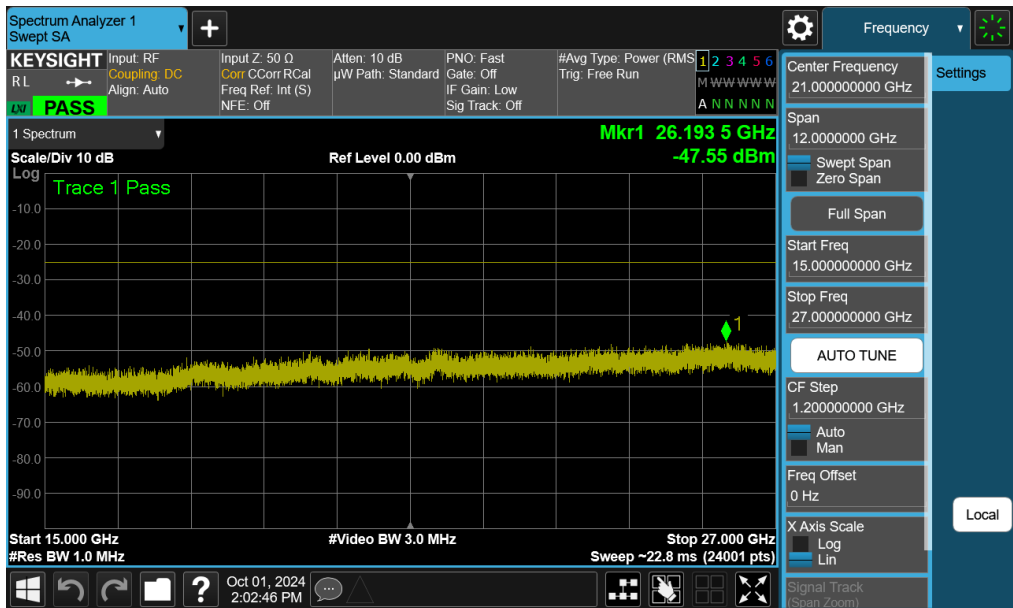 Spectrum Analyzer 1
Swept SA
+
Frequency
KEYSIGHT
RL
LXI
PASS
Input: RF
Coupling: DC
Align: Auto
Input Z: 50 Ω
Corr CCorr RCal
Freq Ref: Int (S)
NFE: Off
Atten: 10 dB
µW Path: Standard
PNO: Fast
Gate: Off
IF Gain: Low
Sig Track: Off
#Avg Type: Power (RMS
Trig: Free Run
1 2 3 4 5 6
M W W W W W
A N N N N N
1 Spectrum
Mkr1 26.193 5 GHz
Scale/Div 10 dB
Ref Level 0.00 dBm
-47.55 dBm
Log
Trace 1 Pass
-10.0
-20.0
-30.0
-40.0
1
-50.0
-60.0
-70.0
-80.0
-90.0
Start 15.000 GHz
#Video BW 3.0 MHz
Stop 27.000 GHz
#Res BW 1.0 MHz
Sweep ~22.8 ms (24001 pts)
?
Oct 01, 2024
2:02:46 PM
Center Frequency
21.000000000 GHz
Settings
Span
12.0000000 GHz
Swept Span
Zero Span
Full Span
Start Freq
15.000000000 GHz
Stop Freq
27.000000000 GHz
AUTO TUNE
CF Step
1.200000000 GHz
Auto
Man
Freq Offset
0 Hz
X Axis Scale
Log
Lin
Local
Signal Track
(Span Zoom)